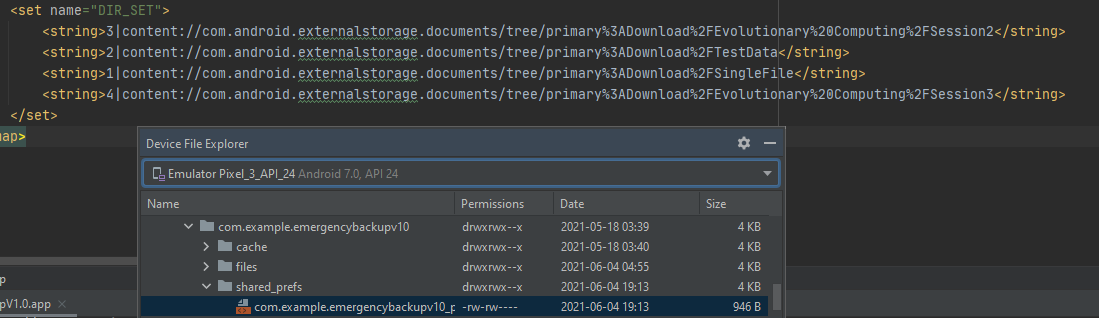 <set name="DIR_SET">
<string>3|content://com.android.externalstorage.documents/tree/primary%3ADownload%2FEvolutionary%20Computing%2FSession2</string>
<string>2|content://com.android.externalstorage.documents/tree/primary%3ADownload%2FTestData</string>
<string>1|content://com.android.externalstorage.documents/tree/primary%3ADownload%2FSingleFile</string>
<string>4|content://com.android.externalstorage.documents/tree/primary%3ADownload%2FEvolutionary%20Computing%2FSession3</string>
</set>
ap>
Device File Explorer
Emulator Pixel_3_API_24 Android 7.0, API 24
Name Permissions Date Size
com.example.emergencybackupv10 drwxrwx--x 2021-05-18 03:39 4 KB
cache drwxrwx--x 2021-05-18 03:40 4 KB
files drwxrwx--x 2021-06-04 04:55 4 KB
shared_prefs drwxrwx--x 2021-06-04 19:13 4 KB
com.example.emergencybackupv10_p -rw-rw---- 2021-06-04 19:13 946 B
p
pV1.0.app